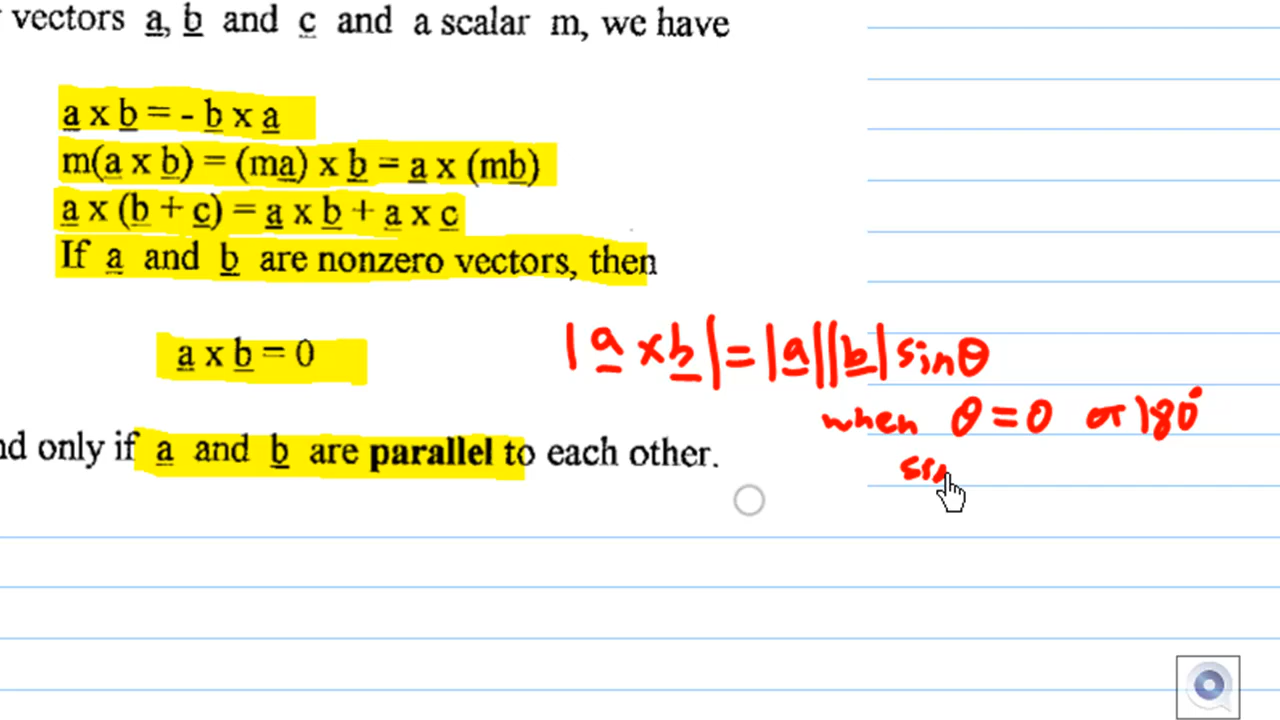 vectors a, b and c and a scalar m, we have
a x b = - b x a
m(a x b) = (ma) x b = a x (mb)
a x (b + c) = a x b + a x c
If a and b are nonzero vectors, then
a x b = 0
|a x b| = |a||b| sinθ
when θ = 0 or 180°
nd only if a and b are parallel to each other.